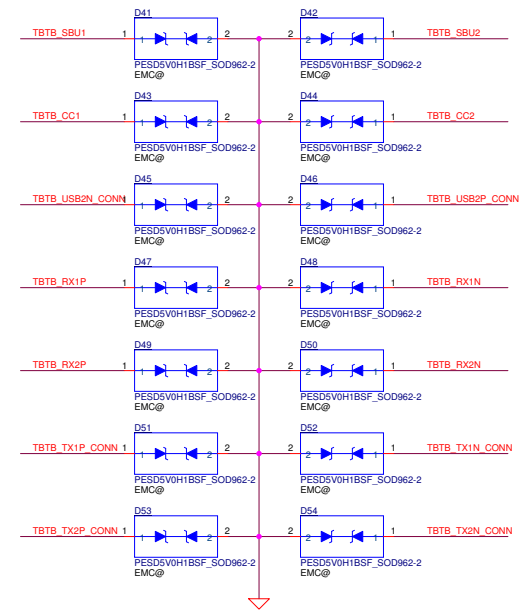 D41 D42
TBTB_SBU1 1 1 2 2 2 2 1 1 TBTB_SBU2
PESD5V0H1BSF_SOD962-2 PESD5V0H1BSF_SOD962-2
EMC@ EMC@
D43 D44
TBTB_CC1 1 1 2 2 2 2 1 1 TBTB_CC2
PESD5V0H1BSF_SOD962-2 PESD5V0H1BSF_SOD962-2
EMC@ EMC@
D45 D46
TBTB_USB2N_CONN 1 1 2 2 2 2 1 1 TBTB_USB2P_CONN
PESD5V0H1BSF_SOD962-2 PESD5V0H1BSF_SOD962-2
EMC@ EMC@
D47 D48
TBTB_RX1P 1 1 2 2 2 2 1 1 TBTB_RX1N
PESD5V0H1BSF_SOD962-2 PESD5V0H1BSF_SOD962-2
EMC@ EMC@
D49 D50
TBTB_RX2P 1 1 2 2 2 2 1 1 TBTB_RX2N
PESD5V0H1BSF_SOD962-2 PESD5V0H1BSF_SOD962-2
EMC@ EMC@
D51 D52
TBTB_TX1P_CONN 1 1 2 2 2 2 1 1 TBTB_TX1N_CONN
PESD5V0H1BSF_SOD962-2 PESD5V0H1BSF_SOD962-2
EMC@ EMC@
D53 D54
TBTB_TX2P_CONN 1 1 2 2 2 2 1 1 TBTB_TX2N_CONN
PESD5V0H1BSF_SOD962-2 PESD5V0H1BSF_SOD962-2
EMC@ EMC@